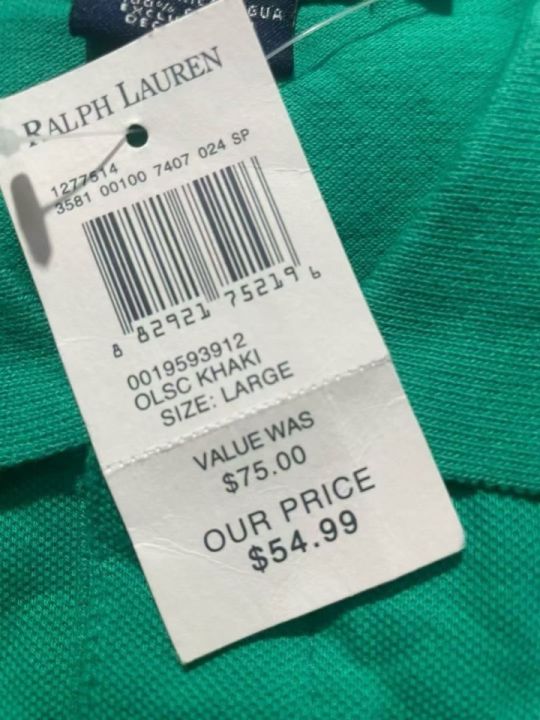 GUA
RALPH LAUREN
1277514
3581 00100 7407 024 SP
8 82921 75219 6
0019593912
OLSC KHAKI
SIZE: LARGE
VALUE WAS
$75.00
OUR PRICE
$54.99